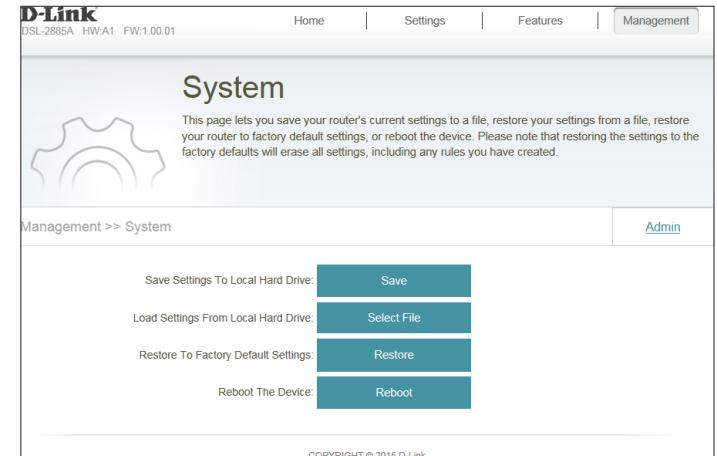 D-Link
DSL-2885A HW:A1 FW:1.00.01
Home
Settings
Features
Management
System
This page lets you save your router's current settings to a file, restore your settings from a file, restore
your router to factory default settings, or reboot the device. Please note that restoring the settings to the
factory defaults will erase all settings, including any rules you have created.
Management >> System
Admin
Save Settings To Local Hard Drive: Save
Load Settings From Local Hard Drive: Select File
Restore To Factory Default Settings: Restore
Reboot The Device: Reboot
COPYRIGHT © 2015 D-Link